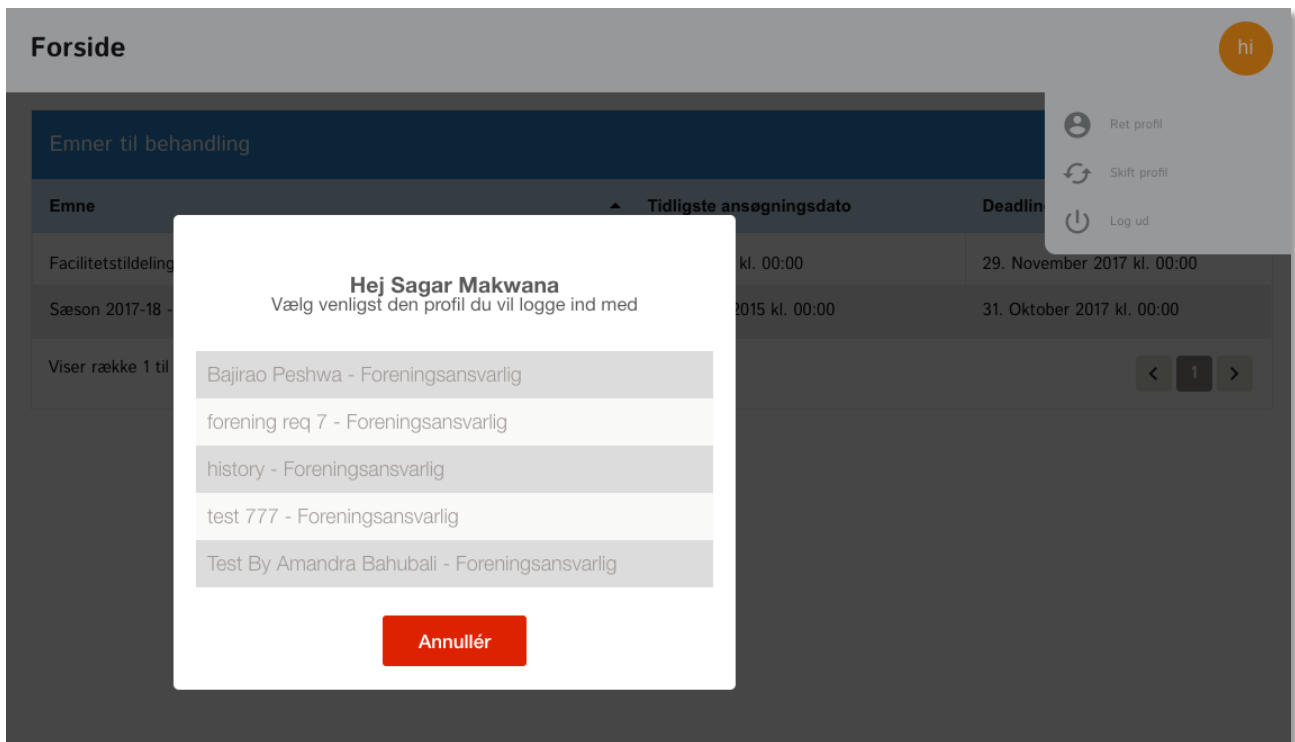 Forside
hi
Ret profil
Skift profil
Log ud
Emner til behandling
Emne Tidligste ansøgningsdato
Facilitetstildeling kl. 00:00 29. November 2017 kl. 00:00
Sæson 2017-18 - 2015 kl. 00:00 31. Oktober 2017 kl. 00:00
Viser række 1 til
1
Hej Sagar Makwana
Vælg venligst den profil du vil logge ind med
Bajirao Peshwa - Foreningsansvarlig
forening req 7 - Foreningsansvarlig
history - Foreningsansvarlig
test 777 - Foreningsansvarlig
Test By Amandra Bahubali - Foreningsansvarlig
Annullér